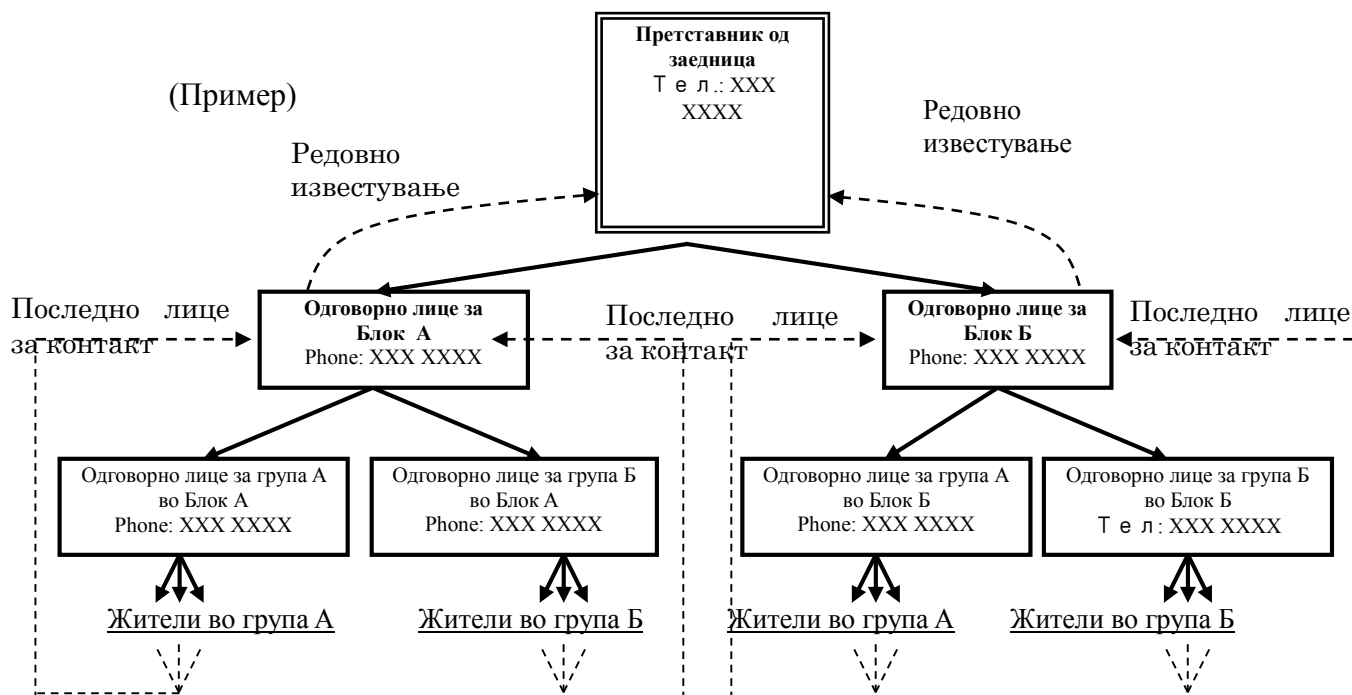 Претставник од
заедница
Т е л.: XXX
XXXX
(Пример)
Редовно
известување
Редовно
известување
Последно лице
за контакт
Одговорно лице за
Блок А
Phone: XXX XXXX
Последно лице
за контакт
Одговорно лице за
Блок Б
Phone: XXX XXXX
Последно лице
за контакт
Одговорно лице за група А
во Блок А
Phone: XXX XXXX
Одговорно лице за група Б
во Блок А
Phone: XXX XXXX
Одговорно лице за група А
во Блок Б
Phone: XXX XXXX
Одговорно лице за група Б
во Блок Б
Т е л: XXX XXXX
Жители во група А
Жители во група Б
Жители во група А
Жители во група Б